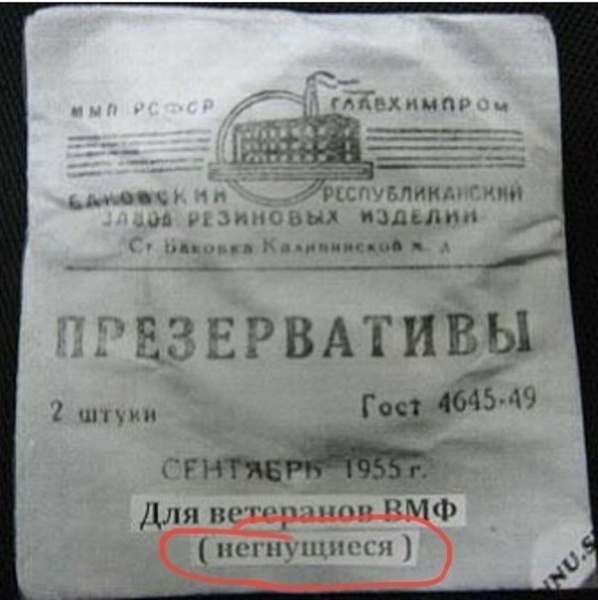 ММП РСФСР ГЛАВХИМПРОМ
БАКОВСКИЙ РЕСПУБЛИКАНСКИЙ
ЗАВОД РЕЗИНОВЫХ ИЗДЕЛИЙ
Ст Баковка Калининской ж. д
ПРЕЗЕРВАТИВЫ
2 штуки Гост 4645-49
СЕНТЯБРЬ 1955 г.
Для ветеранов ВМФ
( негнущиеся )